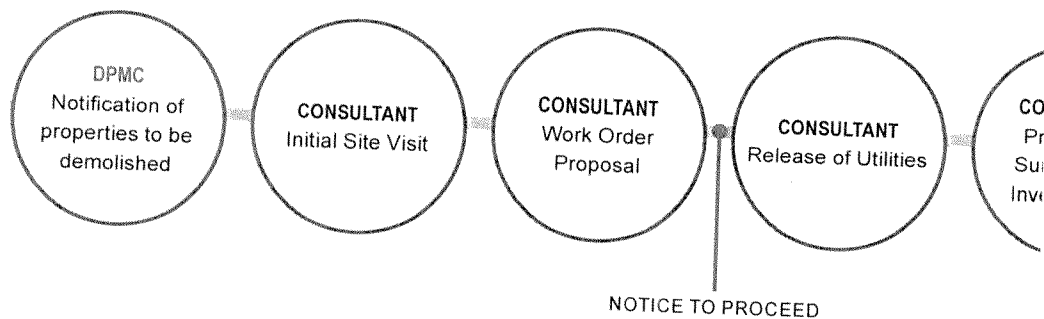 DPMC
Notification of
properties to be
demolished
CONSULTANT
Initial Site Visit
CONSULTANT
Work Order
Proposal
CONSULTANT
Release of Utilities
NOTICE TO PROCEED